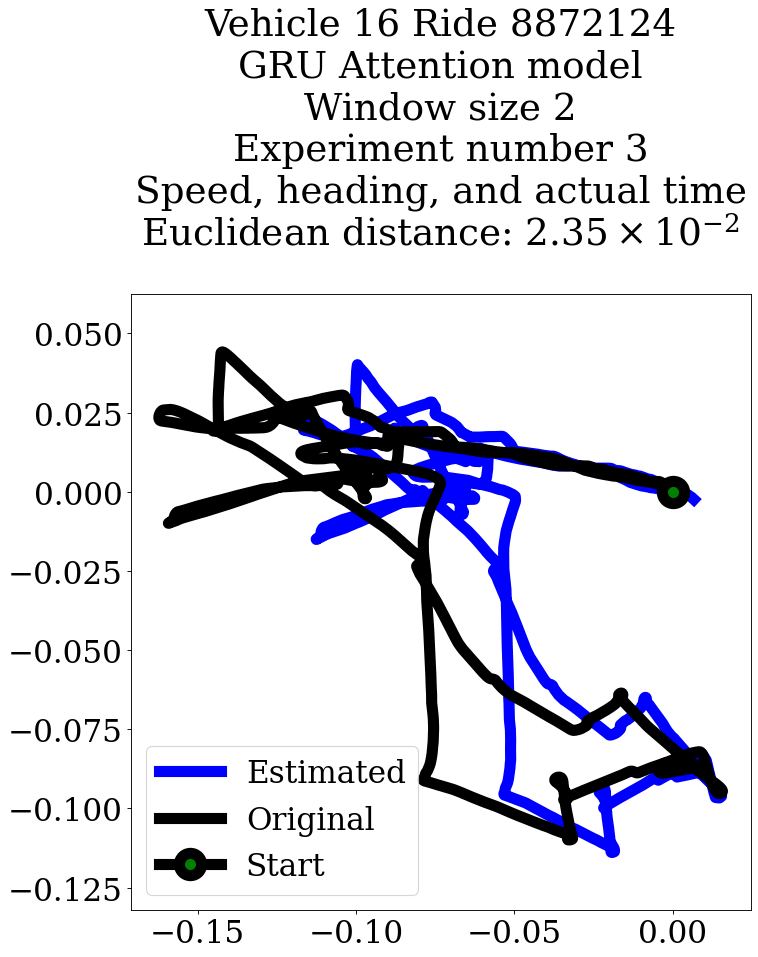 Vehicle 16 Ride 8872124
GRU Attention model
Window size 2
Experiment number 3
Speed, heading, and actual time
Euclidean distance: 2.35 × 10⁻²
0.050
0.025
0.000
−0.025
−0.050
−0.075
−0.100
−0.125
Estimated
Original
Start
−0.15
−0.10
−0.05
0.00